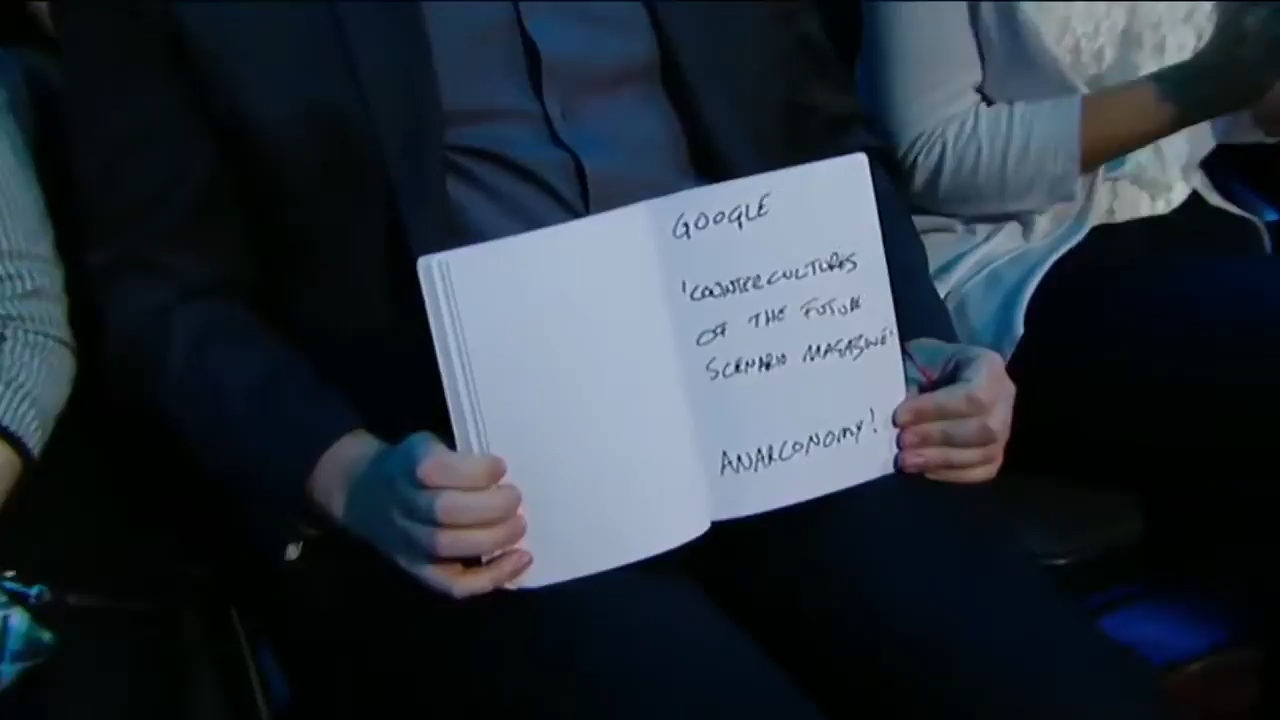 GOOGLE
'COUNTERCULTURES
OF THE FUTURE
SCENARIO MAGAZINE'
ANARCONOMY!